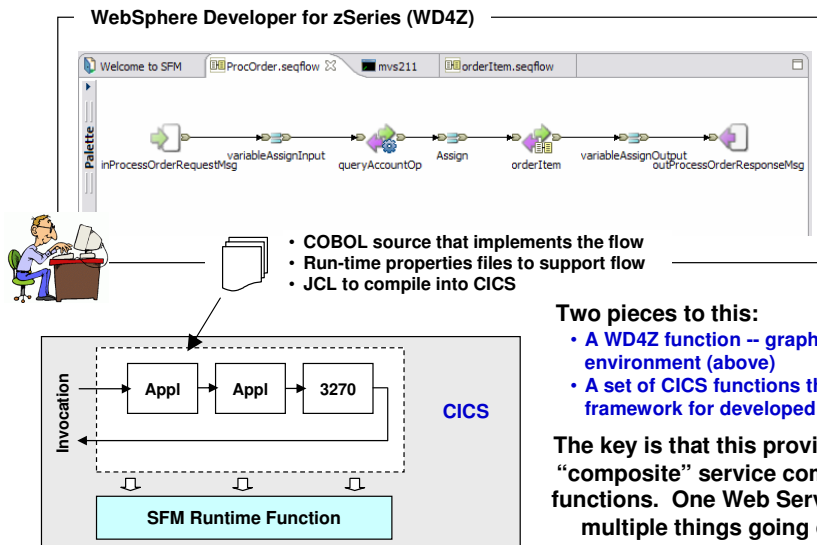 WebSphere Developer for zSeries (WD4Z)
Welcome to SFM
ProcOrder.seqflow
mvs211
orderItem.seqflow
Palette
inProcessOrderRequestMsg
variableAssignInput
queryAccountOp
Assign
orderItem
variableAssignOutput
outProcessOrderResponseMsg
• COBOL source that implements the flow
• Run-time properties files to support flow
• JCL to compile into CICS
Two pieces to this:
• A WD4Z function -- graph
environment (above)
• A set of CICS functions th
framework for developed
The key is that this provi
“composite” service con
functions. One Web Serv
multiple things going
Invocation
Appl
Appl
3270
CICS
SFM Runtime Function